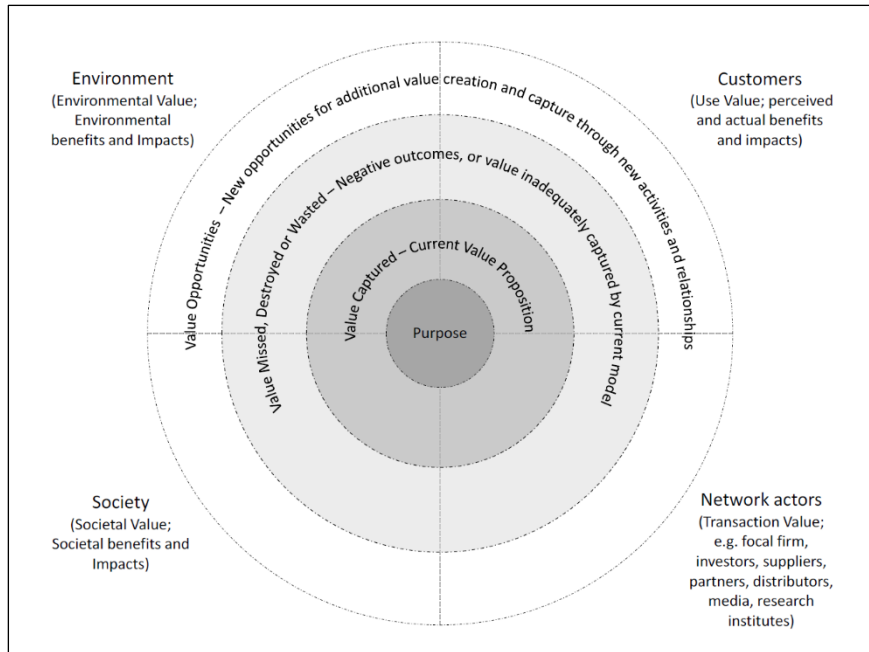 Environment
(Environmental Value;
Environmental
benefits and Impacts)
Customers
(Use Value; perceived
and actual benefits
and impacts)
Value Opportunities – New opportunities for additional value creation and capture through new activities and relationships
Value Missed, Destroyed or Wasted – Negative outcomes, or value inadequately captured by current model
Value Captured – Current Value Proposition
Purpose
Society
(Societal Value;
Societal benefits and
Impacts)
Network actors
(Transaction Value;
e.g. focal firm,
investors, suppliers,
partners, distributors,
media, research
institutes)